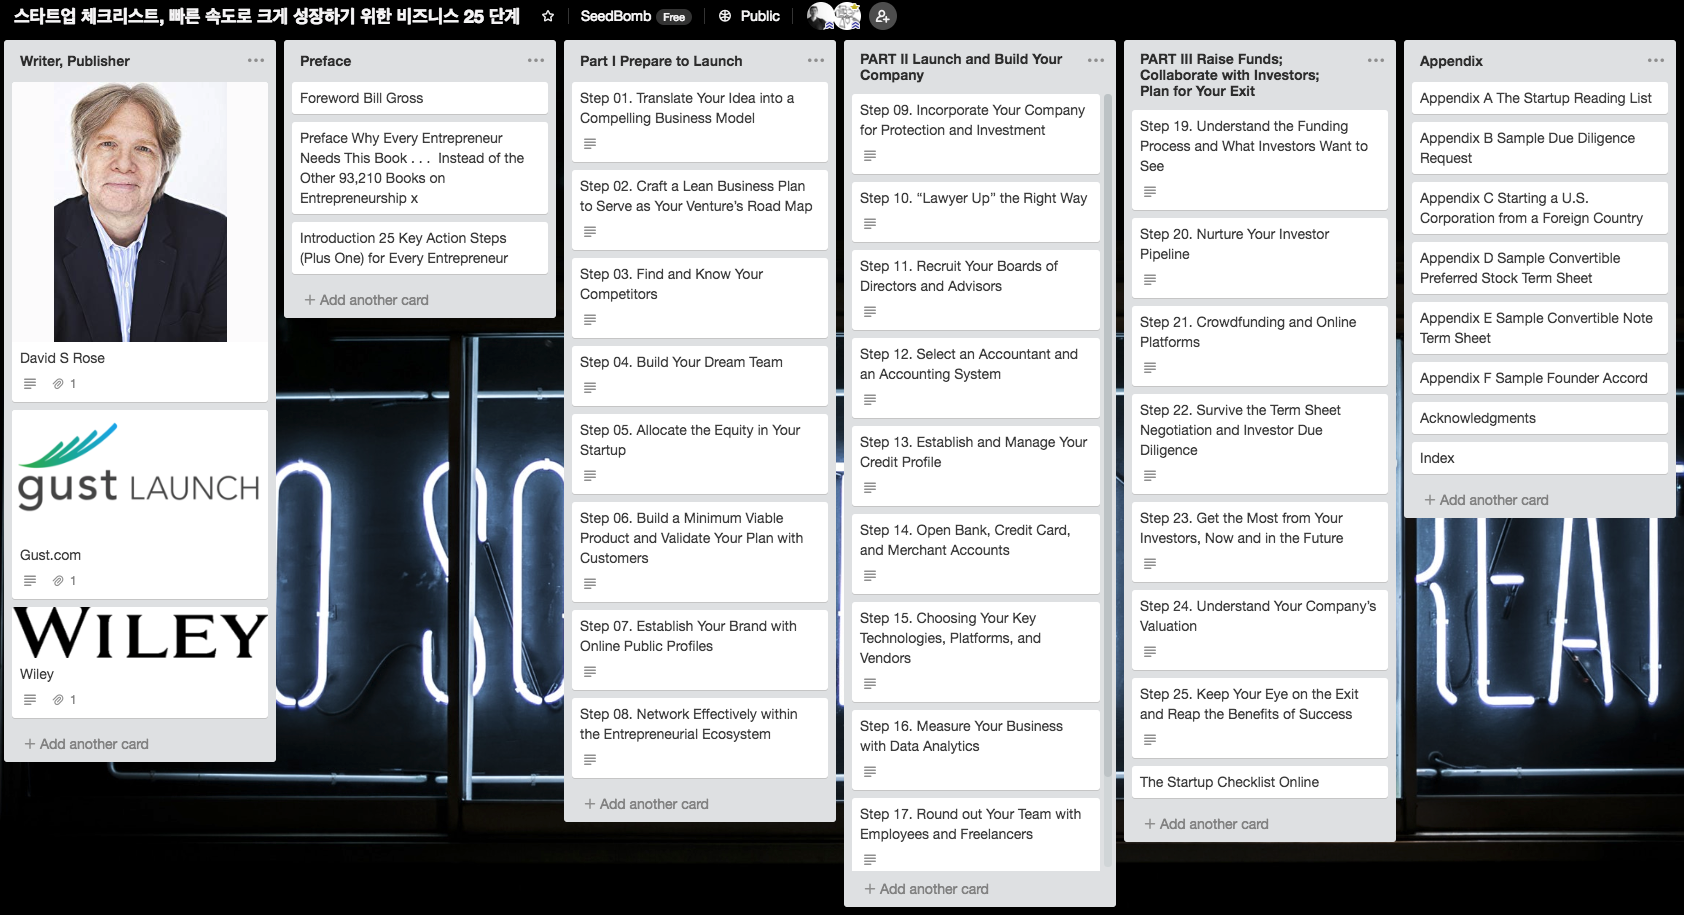 스타트업 체크리스트, 빠른 속도로 크게 성장하기 위한 비즈니스 25 단계
SeedBomb Free
Public
Writer, Publisher
David S Rose
1
gust LAUNCH
Gust.com
1
WILEY
Wiley
1
+ Add another card
Preface
Foreword Bill Gross
Preface Why Every Entrepreneur
Needs This Book . . .  Instead of the
Other 93,210 Books on
Entrepreneurship x
Introduction 25 Key Action Steps
(Plus One) for Every Entrepreneur
+ Add another card
Part I Prepare to Launch
Step 01. Translate Your Idea into a
Compelling Business Model
Step 02. Craft a Lean Business Plan
to Serve as Your Venture’s Road Map
Step 03. Find and Know Your
Competitors
Step 04. Build Your Dream Team
Step 05. Allocate the Equity in Your
Startup
Step 06. Build a Minimum Viable
Product and Validate Your Plan with
Customers
Step 07. Establish Your Brand with
Online Public Profiles
Step 08. Network Effectively within
the Entrepreneurial Ecosystem
+ Add another card
PART II Launch and Build Your
Company
Step 09. Incorporate Your Company
for Protection and Investment
Step 10. “Lawyer Up” the Right Way
Step 11. Recruit Your Boards of
Directors and Advisors
Step 12. Select an Accountant and
an Accounting System
Step 13. Establish and Manage Your
Credit Profile
Step 14. Open Bank, Credit Card,
and Merchant Accounts
Step 15. Choosing Your Key
Technologies, Platforms, and
Vendors
Step 16. Measure Your Business
with Data Analytics
Step 17. Round out Your Team with
Employees and Freelancers
+ Add another card
PART III Raise Funds;
Collaborate with Investors;
Plan for Your Exit
Step 19. Understand the Funding
Process and What Investors Want to
See
Step 20. Nurture Your Investor
Pipeline
Step 21. Crowdfunding and Online
Platforms
Step 22. Survive the Term Sheet
Negotiation and Investor Due
Diligence
Step 23. Get the Most from Your
Investors, Now and in the Future
Step 24. Understand Your Company’s
Valuation
Step 25. Keep Your Eye on the Exit
and Reap the Benefits of Success
The Startup Checklist Online
+ Add another card
Appendix
Appendix A The Startup Reading List
Appendix B Sample Due Diligence
Request
Appendix C Starting a U.S.
Corporation from a Foreign Country
Appendix D Sample Convertible
Preferred Stock Term Sheet
Appendix E Sample Convertible Note
Term Sheet
Appendix F Sample Founder Accord
Acknowledgments
Index
+ Add another card